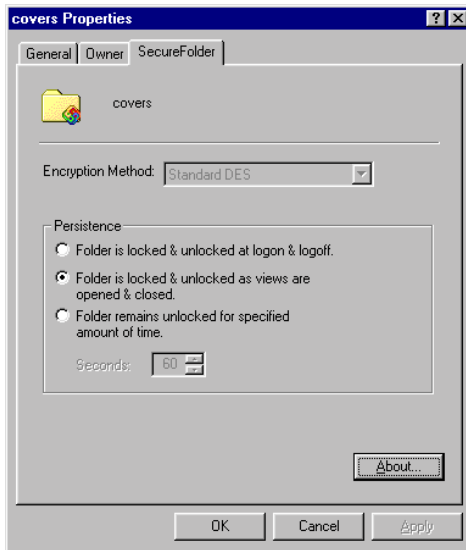 covers Properties
General Owner SecureFolder
covers
Encryption Method: Standard DES
Persistence
Folder is locked & unlocked at logon & logoff.
Folder is locked & unlocked as views are
opened & closed.
Folder remains unlocked for specified
amount of time.
Seconds: 60
About...
OK Cancel Apply